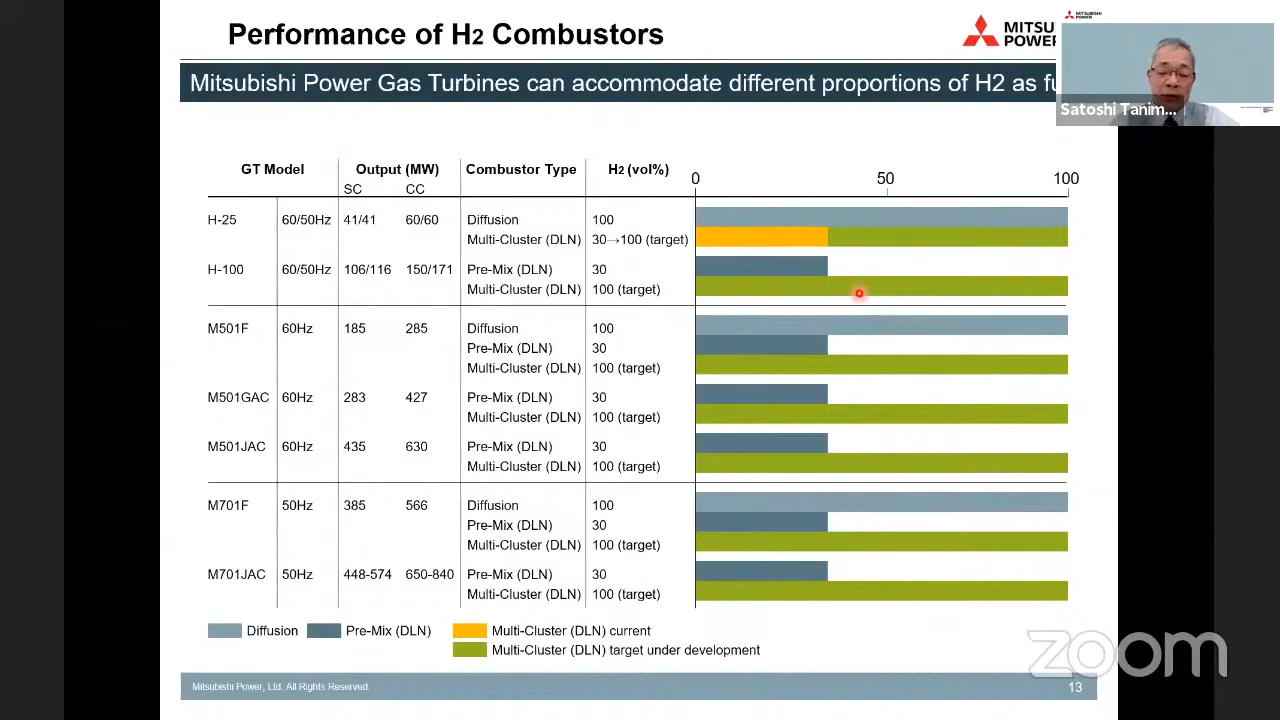 Performance of H2 Combustors
MITSU
POWER
MITSUBISHI
POWER
Mitsubishi Power Gas Turbines can accommodate different proportions of H2 as fu
Satoshi Tanim...
GT Model Output (MW) Combustor Type H2 (vol%) 0 50 100
SC CC
H-25 60/50Hz 41/41 60/60 Diffusion 100
Multi-Cluster (DLN) 30→100 (target)
H-100 60/50Hz 106/116 150/171 Pre-Mix (DLN) 30
Multi-Cluster (DLN) 100 (target)
M501F 60Hz 185 285 Diffusion 100
Pre-Mix (DLN) 30
Multi-Cluster (DLN) 100 (target)
M501GAC 60Hz 283 427 Pre-Mix (DLN) 30
Multi-Cluster (DLN) 100 (target)
M501JAC 60Hz 435 630 Pre-Mix (DLN) 30
Multi-Cluster (DLN) 100 (target)
M701F 50Hz 385 566 Diffusion 100
Pre-Mix (DLN) 30
Multi-Cluster (DLN) 100 (target)
M701JAC 50Hz 448-574 650-840 Pre-Mix (DLN) 30
Multi-Cluster (DLN) 100 (target)
Diffusion Pre-Mix (DLN) Multi-Cluster (DLN) current
Multi-Cluster (DLN) target under development
zoom
Mitsubishi Power, Ltd. All Rights Reserved. 13